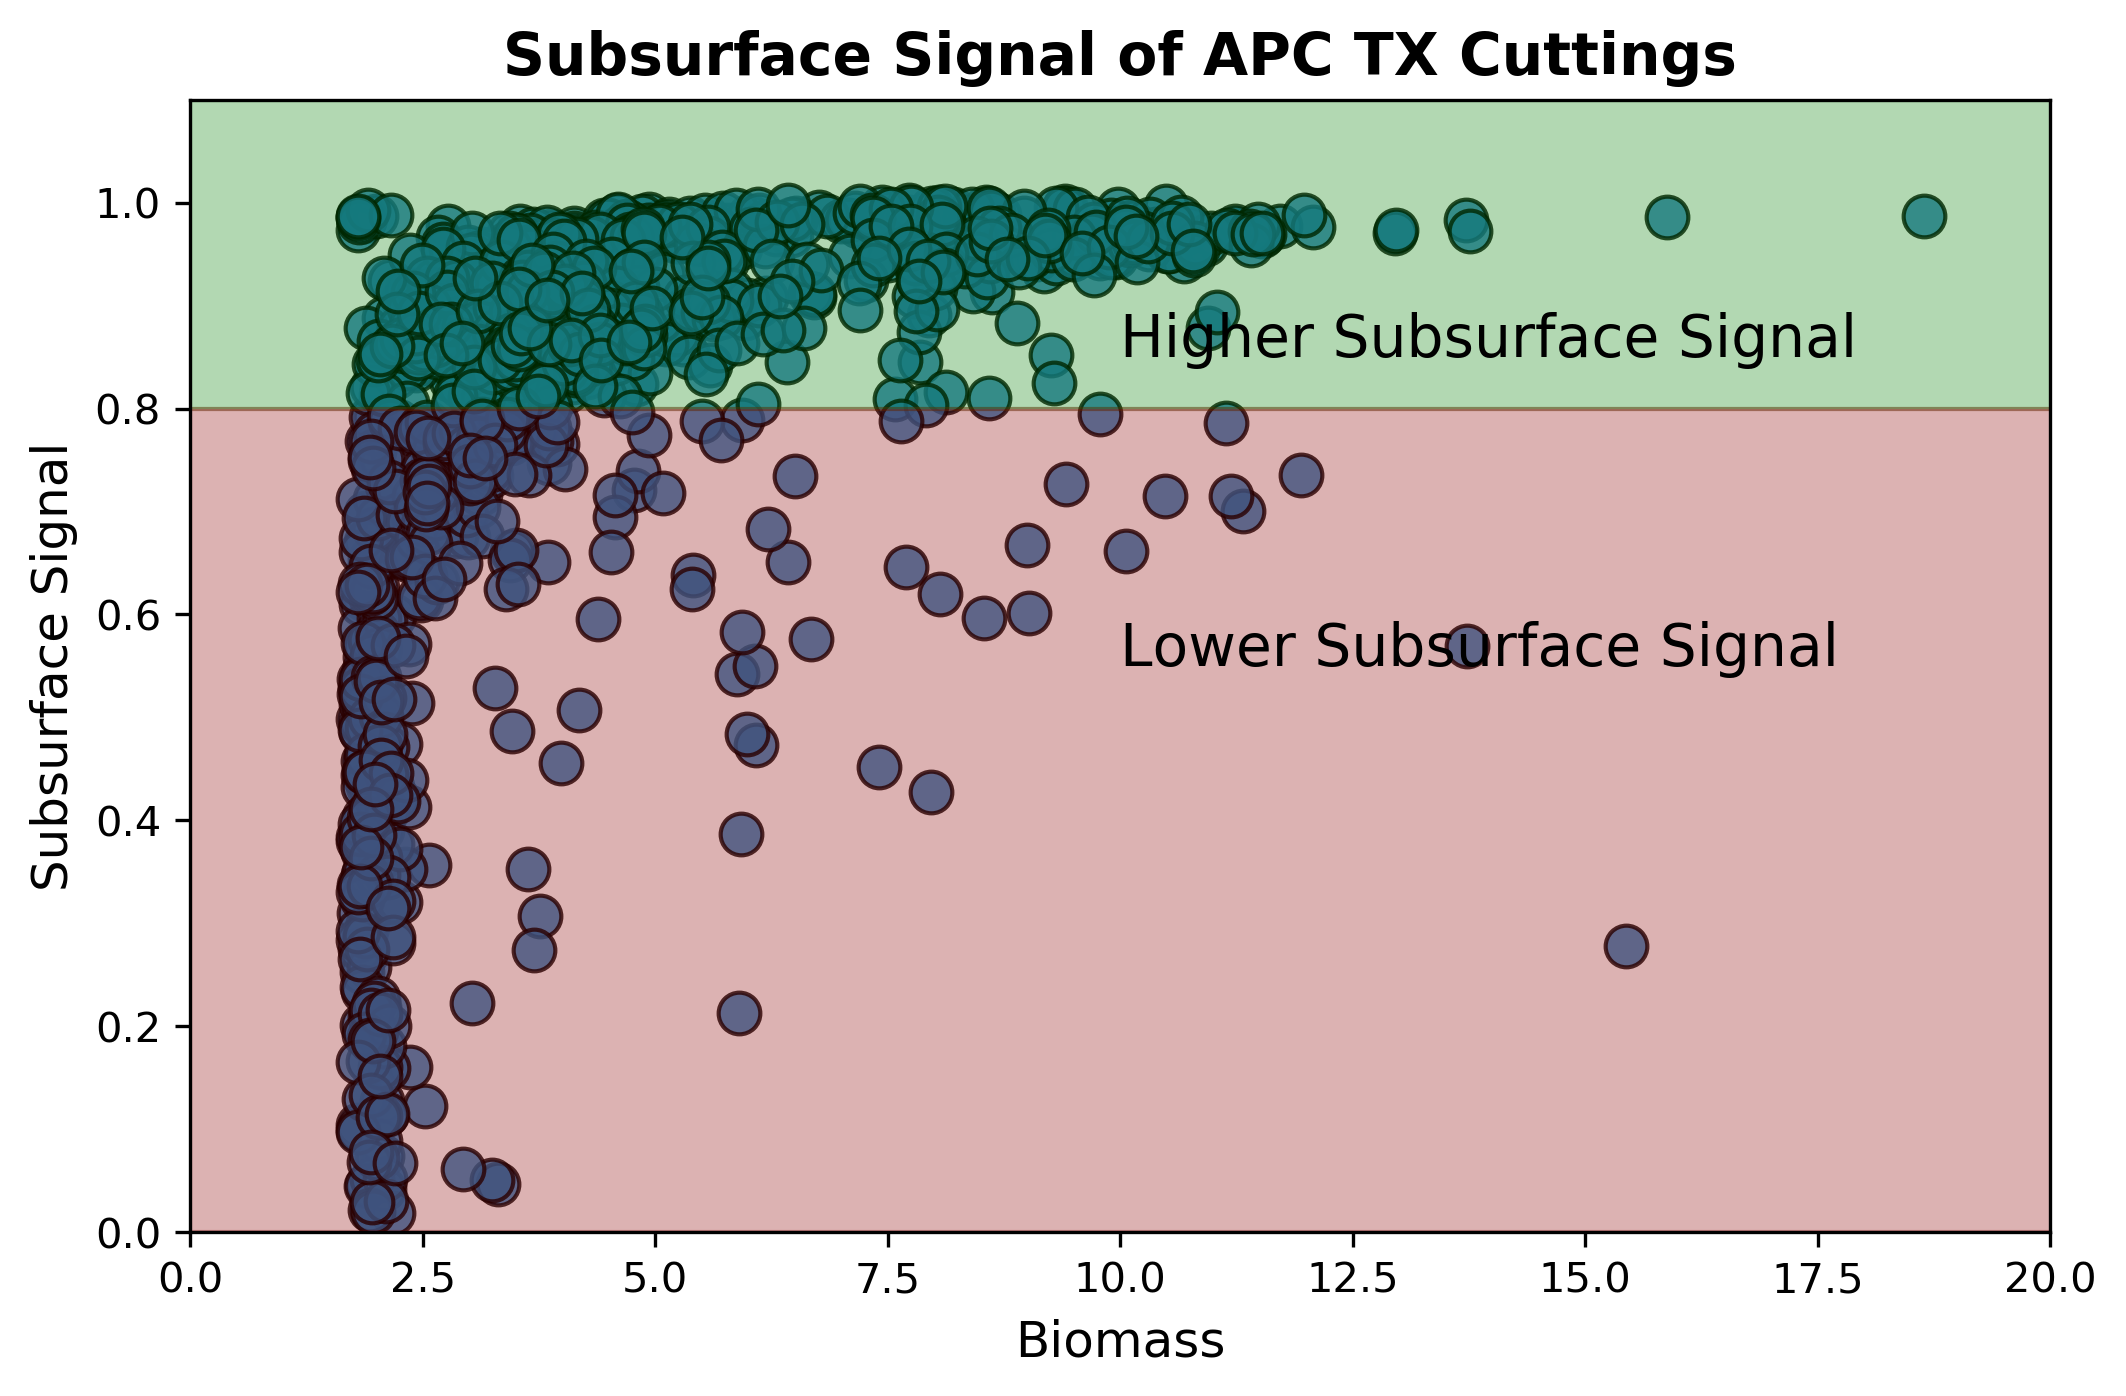 Subsurface Signal of APC TX Cuttings
1.0
0.8
0.6
0.4
0.2
0.0
Subsurface Signal
Higher Subsurface Signal
Lower Subsurface Signal
0.0 2.5 5.0 7.5 10.0 12.5 15.0 17.5 20.0
Biomass